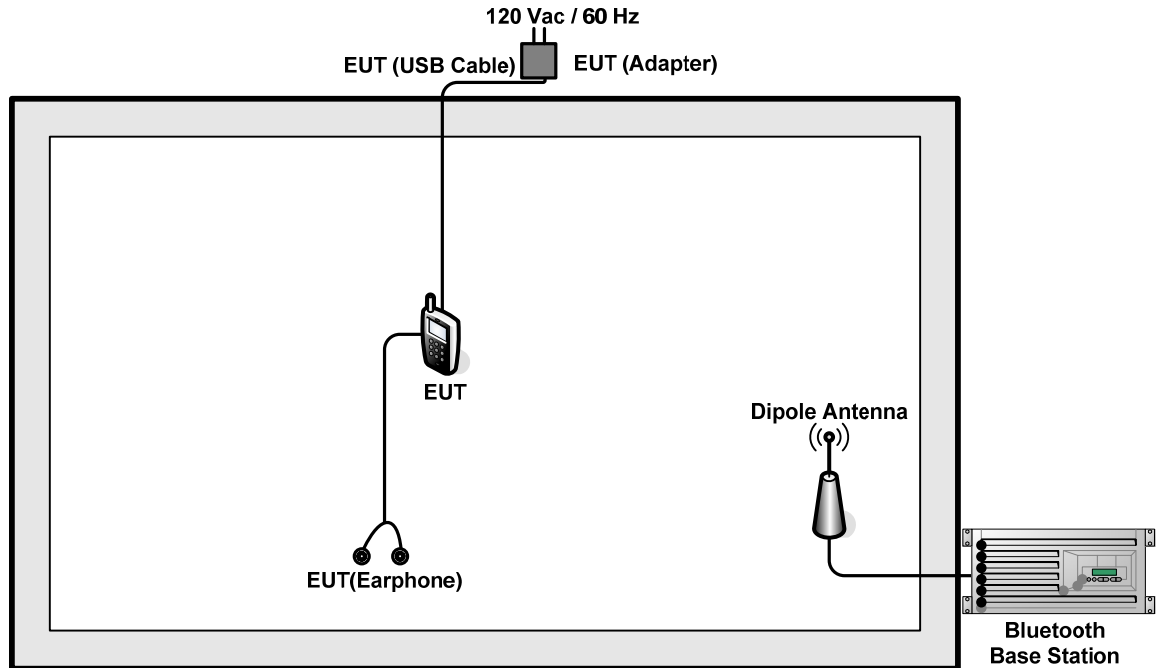 120 Vac / 60 Hz
EUT (USB Cable)
EUT (Adapter)
EUT
Dipole Antenna
EUT(Earphone)
Bluetooth
Base Station